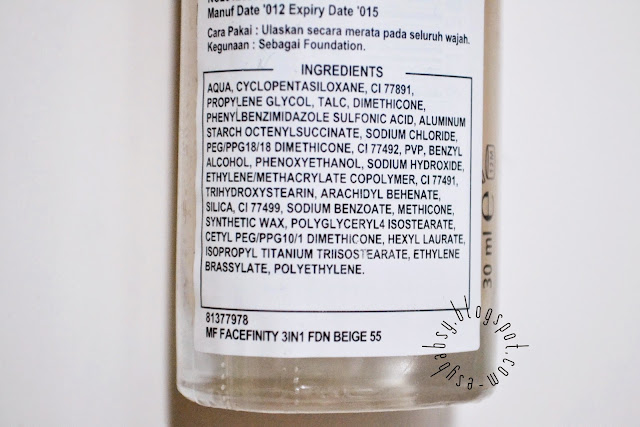 Manuf Date '012 Expiry Date '015
Cara Pakai : Ulaskan secara merata pada seluruh wajah.
Kegunaan : Sebagai Foundation.
INGREDIENTS
AQUA, CYCLOPENTASILOXANE, CI 77891,
PROPYLENE GLYCOL, TALC, DIMETHICONE,
PHENYLBENZIMIDAZOLE SULFONIC ACID, ALUMINUM
STARCH OCTENYLSUCCINATE, SODIUM CHLORIDE,
PEG/PPG18/18 DIMETHICONE, CI 77492, PVP, BENZYL
ALCOHOL, PHENOXYETHANOL, SODIUM HYDROXIDE,
ETHYLENE/METHACRYLATE COPOLYMER, CI 77491,
TRIHYDROXYSTEARIN, ARACHIDYL BEHENATE,
SILICA, CI 77499, SODIUM BENZOATE, METHICONE,
SYNTHETIC WAX, POLYGLYCERYL4 ISOSTEARATE,
CETYL PEG/PPG10/1 DIMETHICONE, HEXYL LAURATE,
ISOPROPYL TITANIUM TRIISOSTEARATE, ETHYLENE
BRASSYLATE, POLYETHYLENE.
81377978
MF FACEFINITY 3IN1 FDN BEIGE 55
30 ml e
12M
esybabsy.blogspot.com